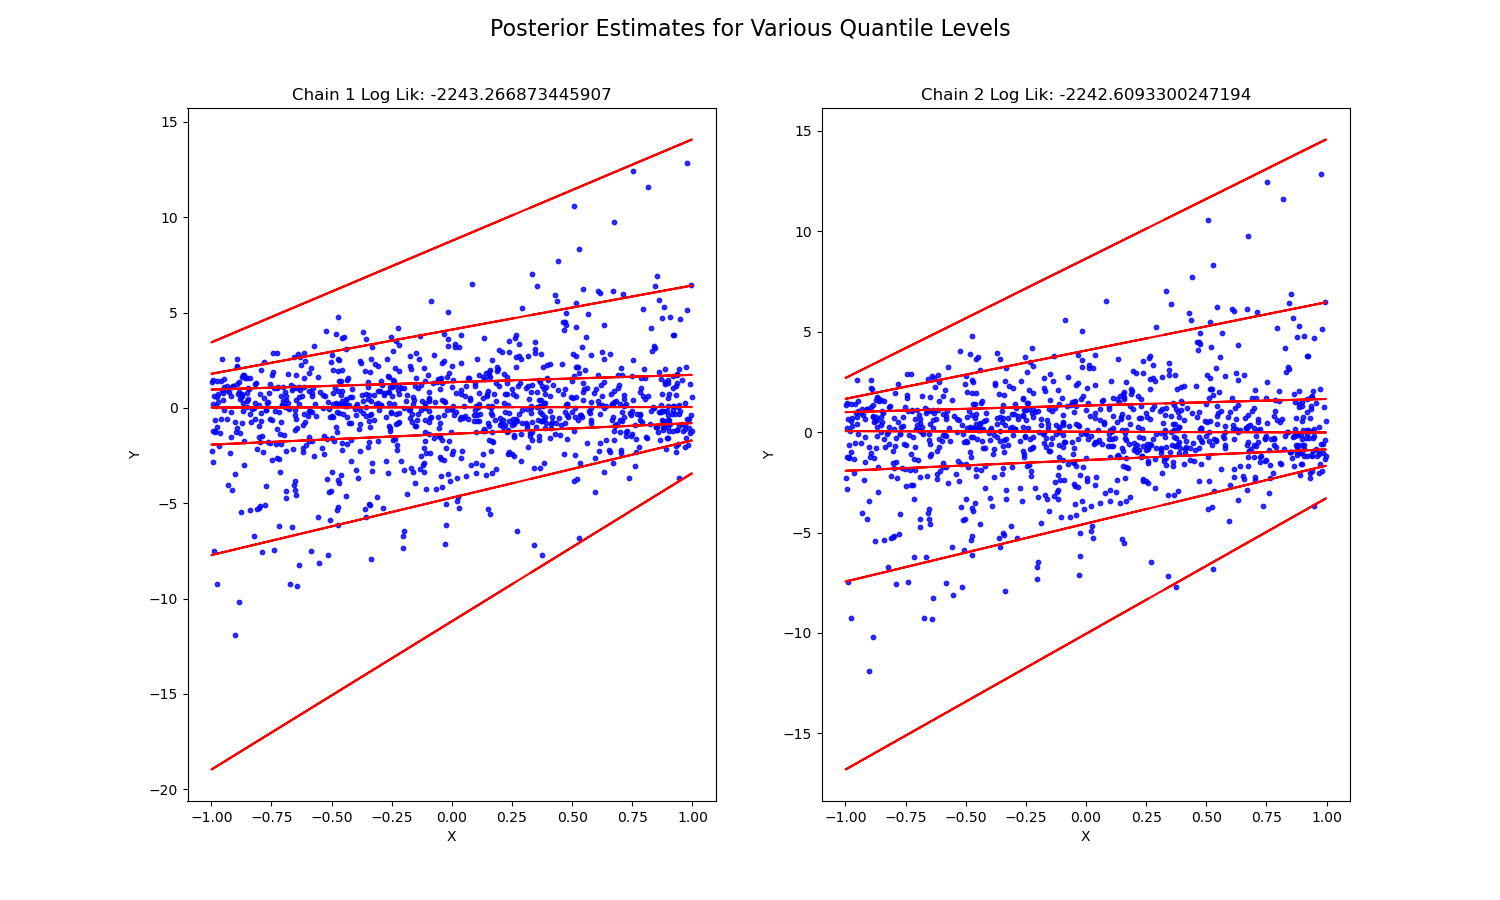 Posterior Estimates for Various Quantile Levels
Chain 1 Log Lik: -2243.266873445907
15
10
5
0
−5
−10
−15
−20
Y
−1.00 −0.75 −0.50 −0.25 0.00 0.25 0.50 0.75 1.00
X
Chain 2 Log Lik: -2242.6093300247194
15
10
5
0
−5
−10
−15
Y
−1.00 −0.75 −0.50 −0.25 0.00 0.25 0.50 0.75 1.00
X